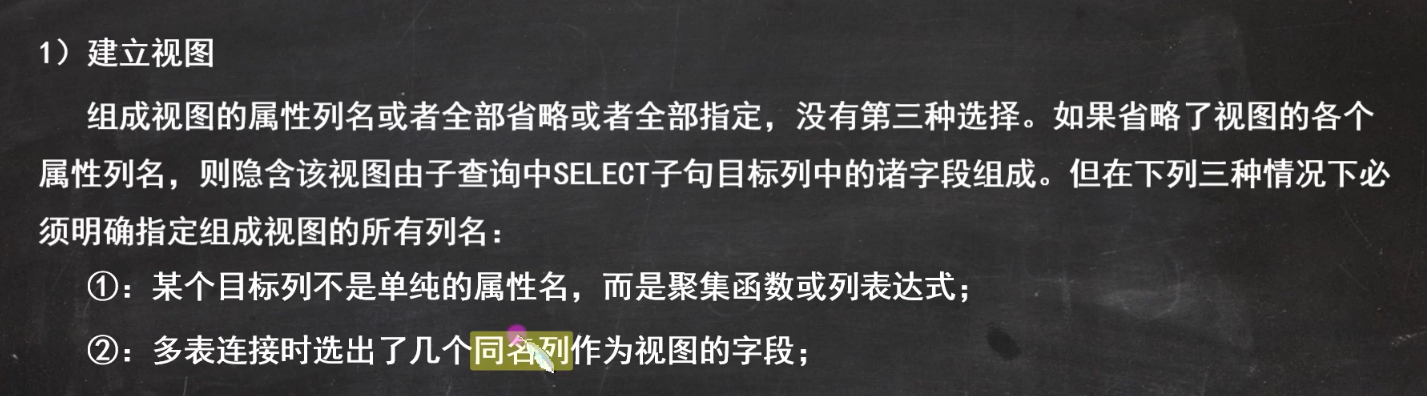 1）建立视图
组成视图的属性列名或者全部省略或者全部指定，没有第三种选择。如果省略了视图的各个
属性列名，则隐含该视图由子查询中SELECT子句目标列中的诸字段组成。但在下列三种情况下必
须明确指定组成视图的所有列名：
①：某个目标列不是单纯的属性名，而是聚集函数或列表达式；
②：多表连接时选出了几个同名列作为视图的字段；